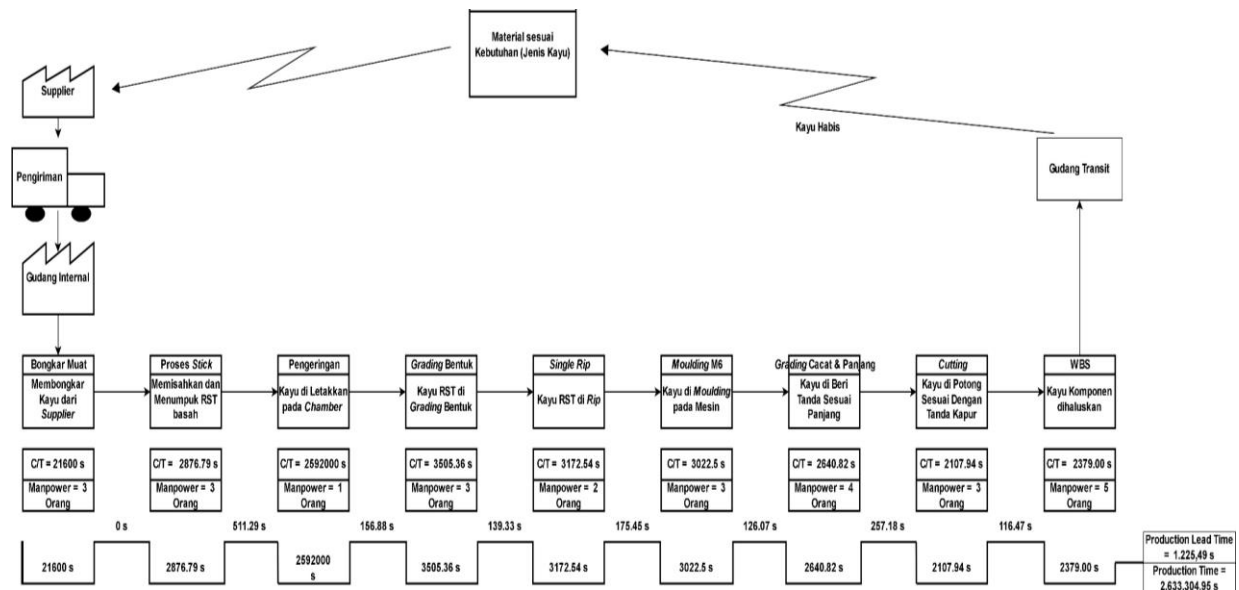 Material sesuai
Kebutuhan (Jenis Kayu)
Supplier
Kayu Habis
Pengiriman
Gudang Transit
Gudang Internal
Bongkar Muat
Membongkar
Kayu dari
Supplier
Proses Stick
Memisahkan dan
Menumpuk RST
basah
Pengeringan
Kayu di Letakkan
pada Chamber
Grading Bentuk
Kayu RST di
Grading Bentuk
Single Rip
Kayu RST di Rip
Moulding M6
Kayu di Moulding
pada Mesin
Grading Cacat & Panjang
Kayu di Beri
Tanda Sesuai
Panjang
Cutting
Kayu di Potong
Sesuai Dengan
Tanda Kapur
WBS
Kayu Komponen
dihaluskan
C/T = 21600 s
Manpower = 3
Orang
C/T = 2876.79 s
Manpower = 3
Orang
C/T = 2592000 s
Manpower = 1
Orang
C/T = 3505.36 s
Manpower = 3
Orang
C/T = 3172.54 s
Manpower = 2
Orang
C/T = 3022.5 s
Manpower = 3
Orang
C/T = 2640.82 s
Manpower = 4
Orang
C/T = 2107.94 s
Manpower = 3
Orang
C/T = 2379.00 s
Manpower = 5
Orang
0 s
511.29 s
156.88 s
139.33 s
175.45 s
126.07 s
257.18 s
116.47 s
21600 s
2876.79 s
2592000
s
3505.36 s
3172.54 s
3022.5 s
2640.82 s
2107.94 s
2379.00 s
Production Lead Time
= 1.225,49 s
Production Time =
2.633.304,95 s